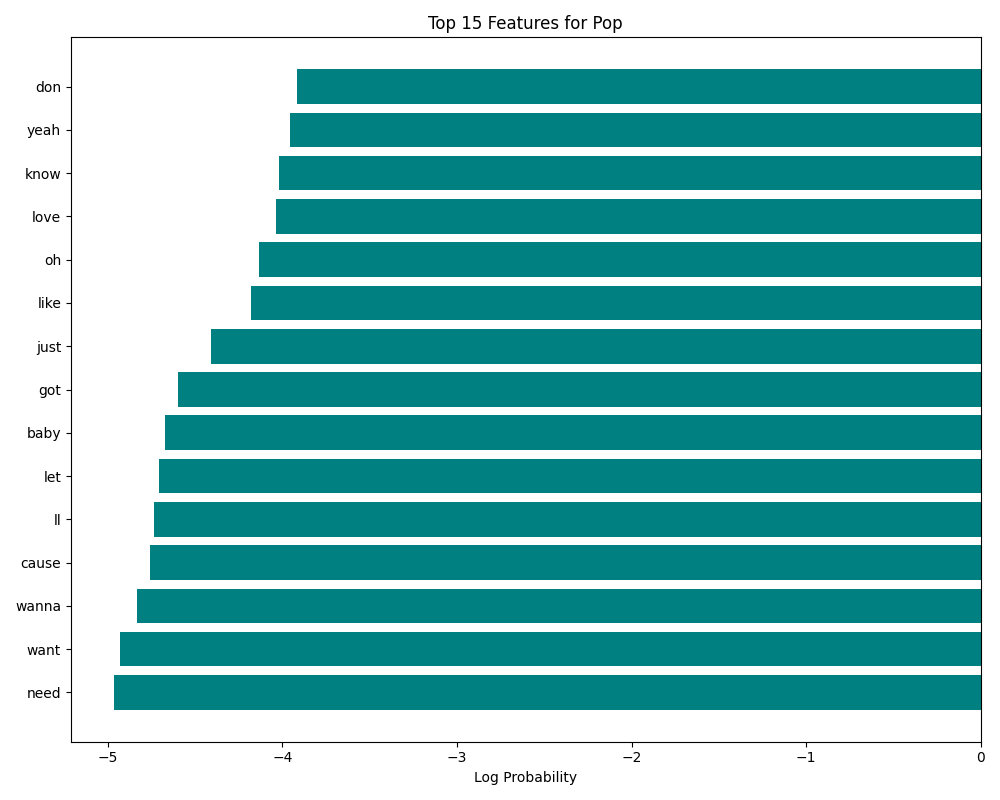 Top 15 Features for Pop
don
yeah
know
love
oh
like
just
got
baby
let
ll
cause
wanna
want
need
−5 −4 −3 −2 −1 0
Log Probability